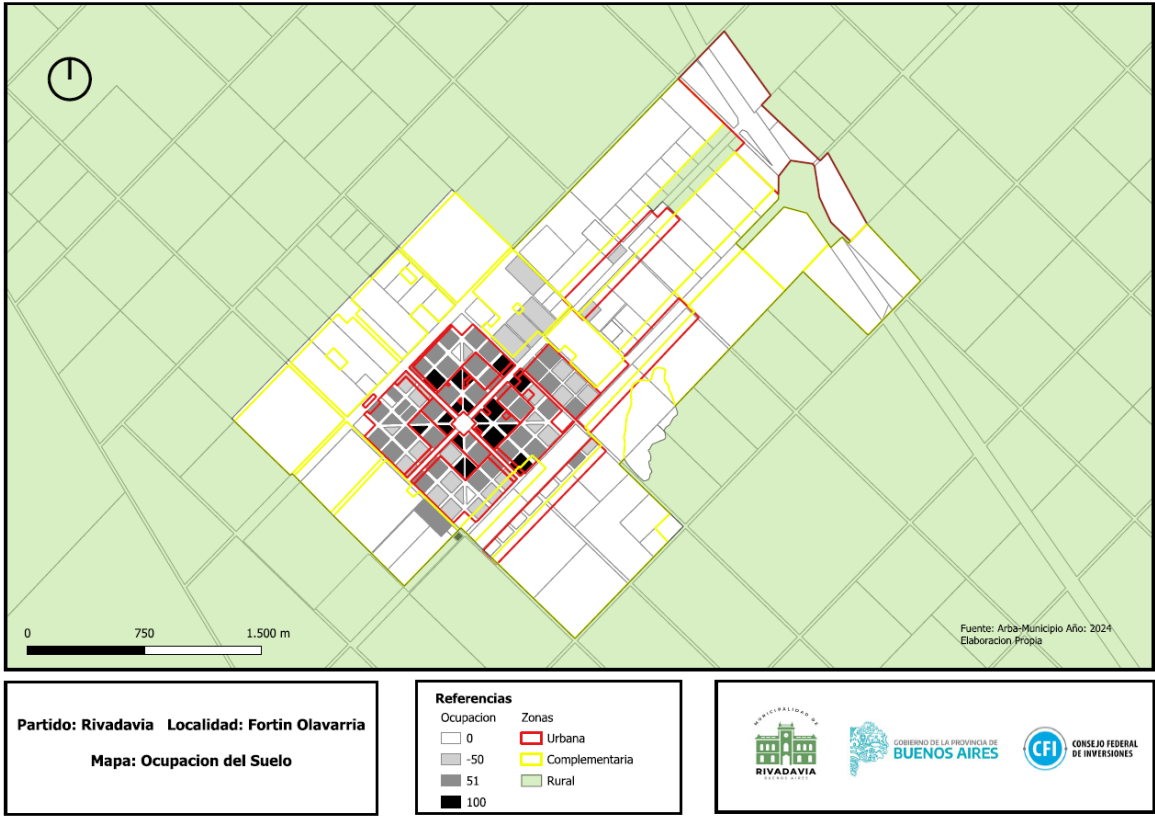 0 750 1.500 m
Fuente: Arba-Municipio Año: 2024
Elaboracion Propia
Partido: Rivadavia Localidad: Fortin Olavarria
Mapa: Ocupacion del Suelo
Referencias
Ocupacion Zonas
0 Urbana
-50 Complementaria
51 Rural
100
MUNICIPALIDAD DE
RIVADAVIA
BUENOS AIRES
GOBIERNO DE LA PROVINCIA DE
BUENOS AIRES
CFI
CONSEJO FEDERAL
DE INVERSIONES